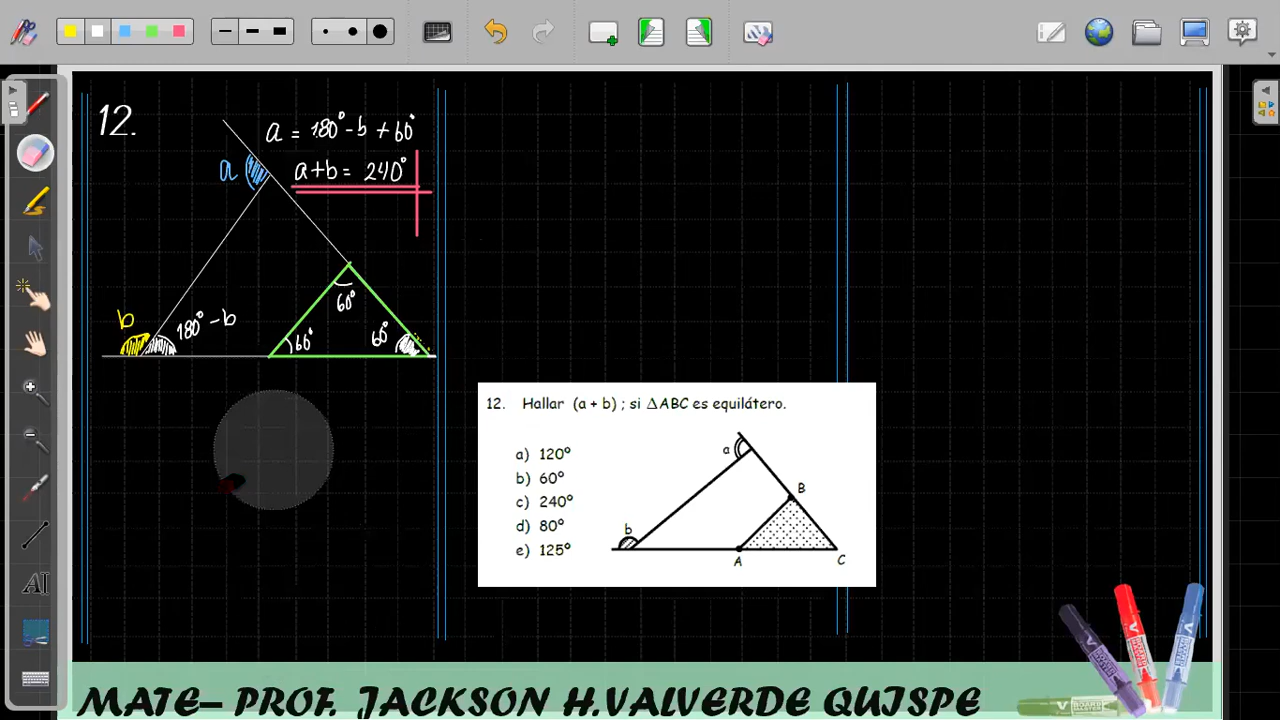 12.
a = 180° - b + 60°
a + b = 240°
a
b
180° - b
60°
60°
60°
12. Hallar (a + b) ; si ΔABC es equilátero.
a) 120°
b) 60°
c) 240°
d) 80°
e) 125°
a
B
b
A
C
MATE– PROF. JACKSON H.VALVERDE QUISPE